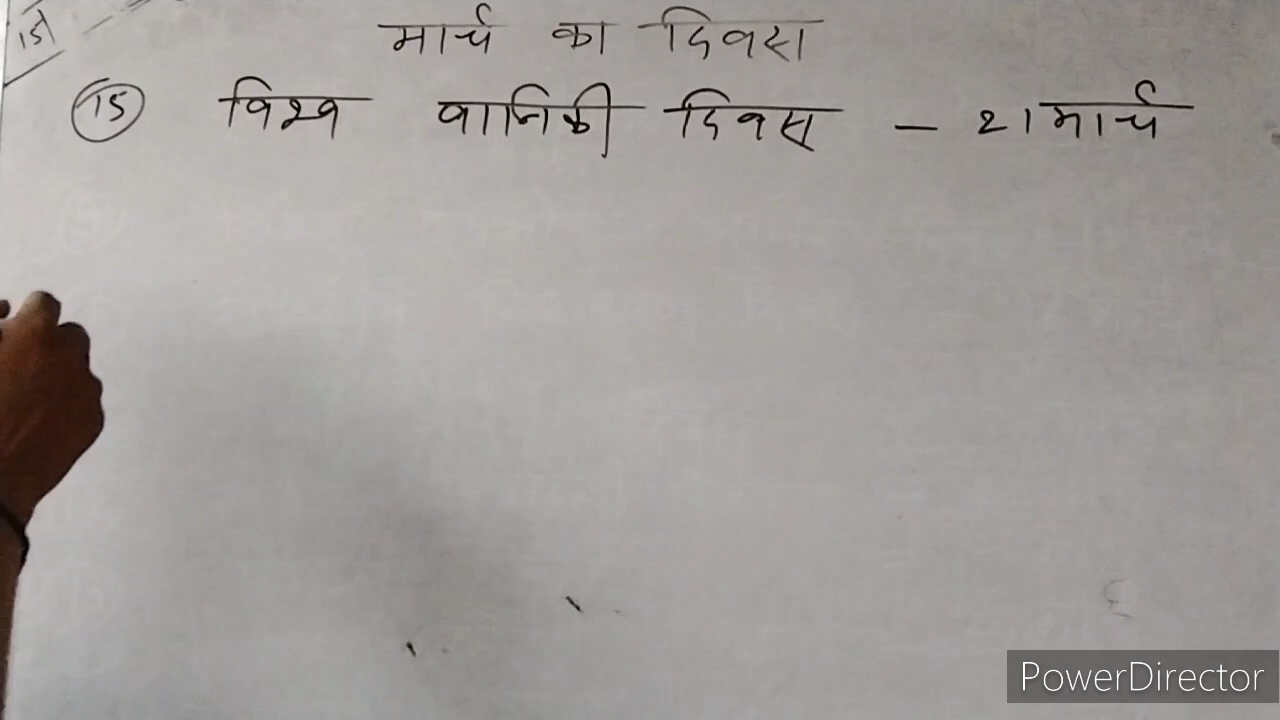 मार्च का दिवस
15 विश्व वानिकी दिवस – 21 मार्च
PowerDirector